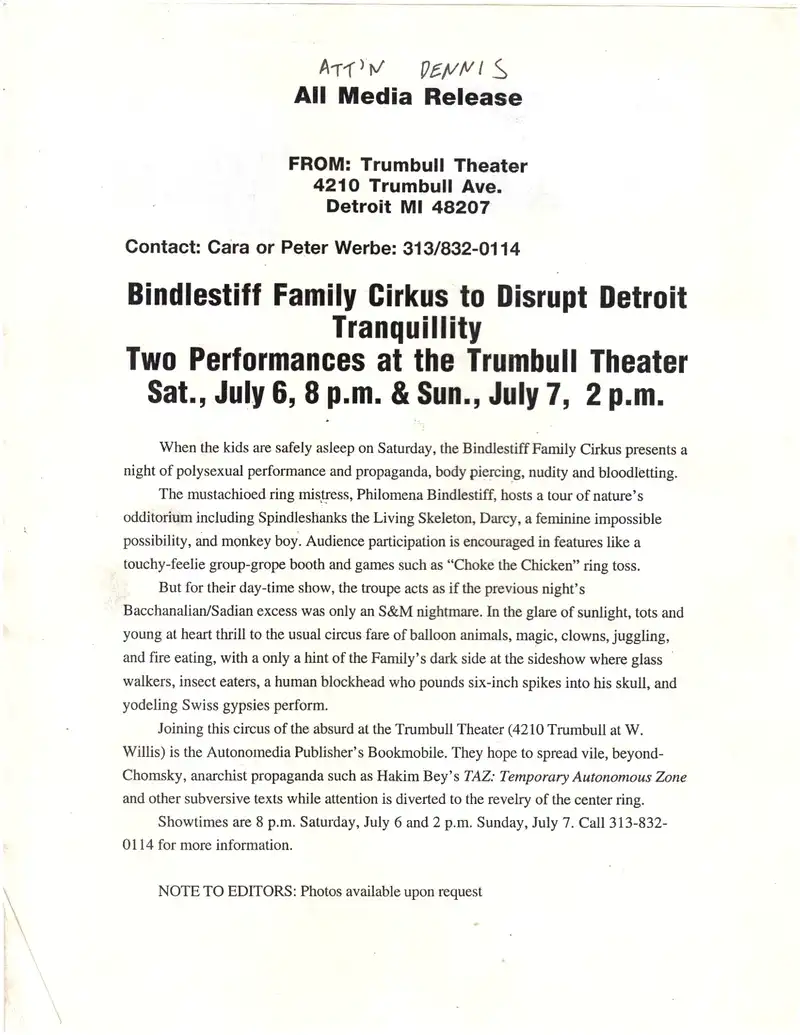 ATT'N DENNIS
All Media Release
FROM: Trumbull Theater
4210 Trumbull Ave.
Detroit MI 48207
Contact: Cara or Peter Werbe: 313/832-0114
Bindlestiff Family Cirkus to Disrupt Detroit
Tranquillity
Two Performances at the Trumbull Theater
Sat., July 6, 8 p.m. & Sun., July 7, 2 p.m.
When the kids are safely asleep on Saturday, the Bindlestiff Family Cirkus presents a
night of polysexual performance and propaganda, body piercing, nudity and bloodletting.
The mustachioed ring mistress, Philomena Bindlestiff, hosts a tour of nature's
odditorium including Spindleshanks the Living Skeleton, Darcy, a feminine impossible
possibility, and monkey boy. Audience participation is encouraged in features like a
touchy-feelie group-grope booth and games such as “Choke the Chicken” ring toss.
But for their day-time show, the troupe acts as if the previous night's
Bacchanalian/Sadian excess was only an S&M nightmare. In the glare of sunlight, tots and
young at heart thrill to the usual circus fare of balloon animals, magic, clowns, juggling,
and fire eating, with a only a hint of the Family's dark side at the sideshow where glass
walkers, insect eaters, a human blockhead who pounds six-inch spikes into his skull, and
yodeling Swiss gypsies perform.
Joining this circus of the absurd at the Trumbull Theater (4210 Trumbull at W.
Willis) is the Autonomedia Publisher's Bookmobile. They hope to spread vile, beyond-
Chomsky, anarchist propaganda such as Hakim Bey's TAZ: Temporary Autonomous Zone
and other subversive texts while attention is diverted to the revelry of the center ring.
Showtimes are 8 p.m. Saturday, July 6 and 2 p.m. Sunday, July 7. Call 313-832-
0114 for more information.
NOTE TO EDITORS: Photos available upon request